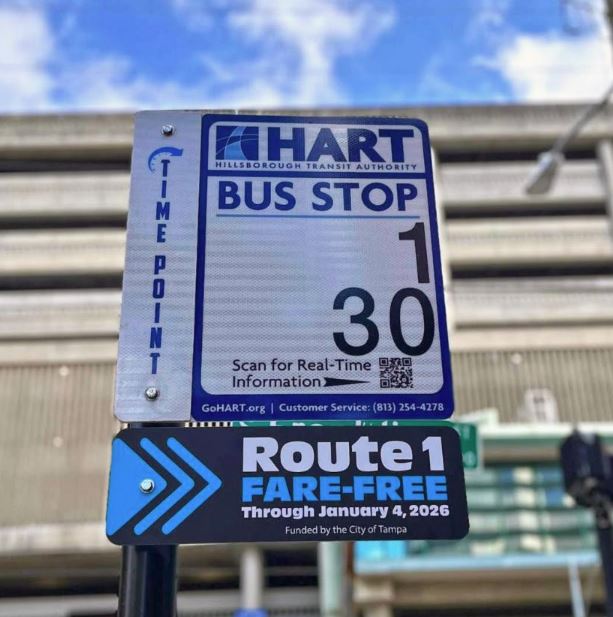 TIME POINT
HART
HILLSBOROUGH TRANSIT AUTHORITY
BUS STOP
1
30
Scan for Real-Time
Information
GoHART.org | Customer Service: (813) 254-4278
Route 1
FARE-FREE
Through January 4, 2026
Funded by the City of Tampa